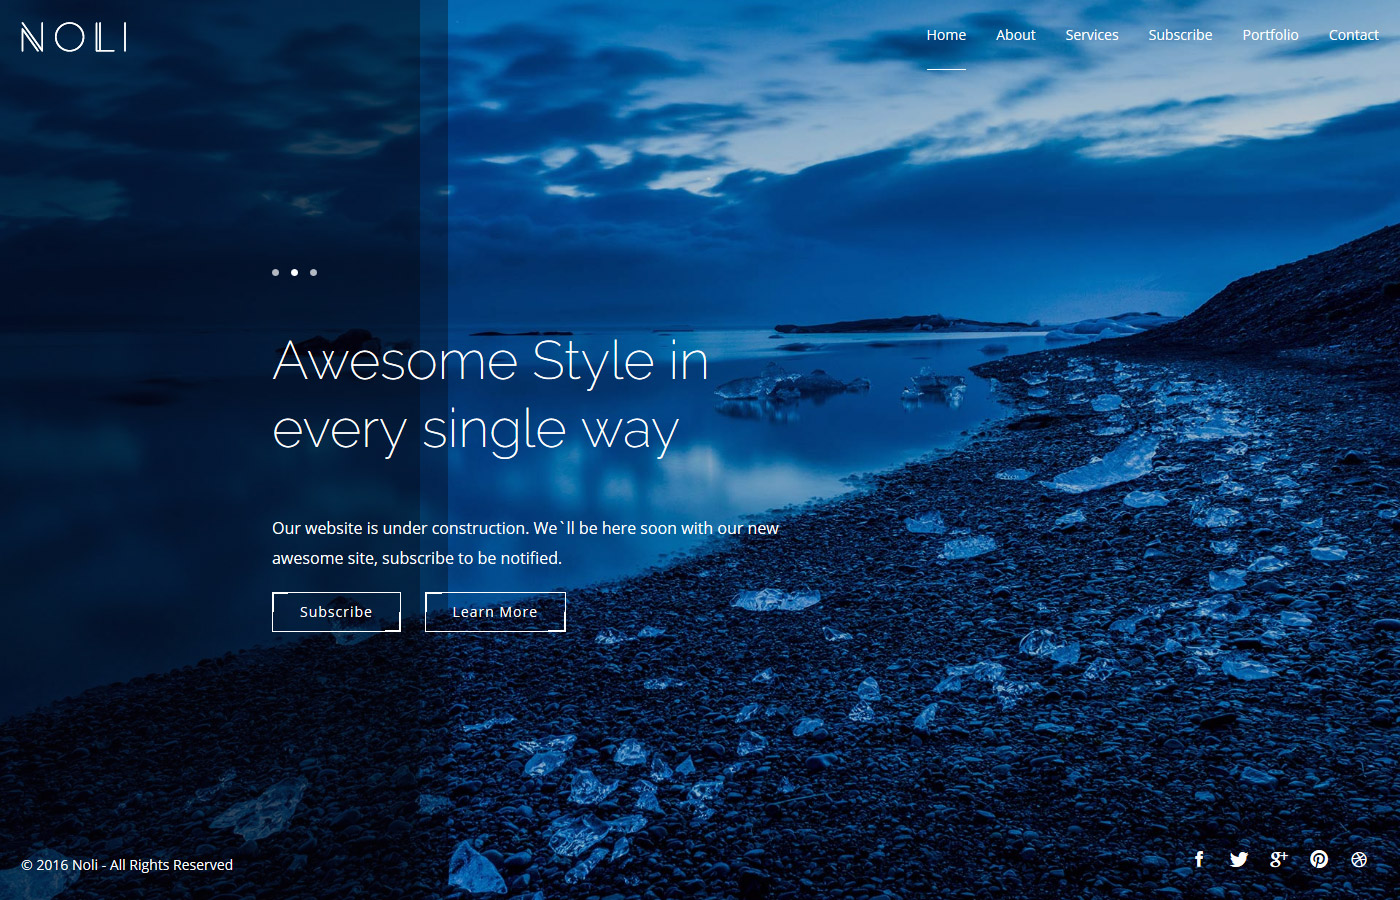 NOLI
Home About Services Subscribe Portfolio Contact
Awesome Style in
every single way
Our website is under construction. We`ll be here soon with our new
awesome site, subscribe to be notified.
Subscribe Learn More
© 2016 Noli - All Rights Reserved